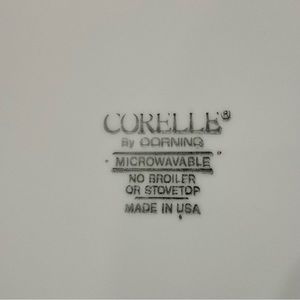 CORELLE®
By CORNING
MICROWAVABLE
NO BROILER
OR STOVETOP
MADE IN USA